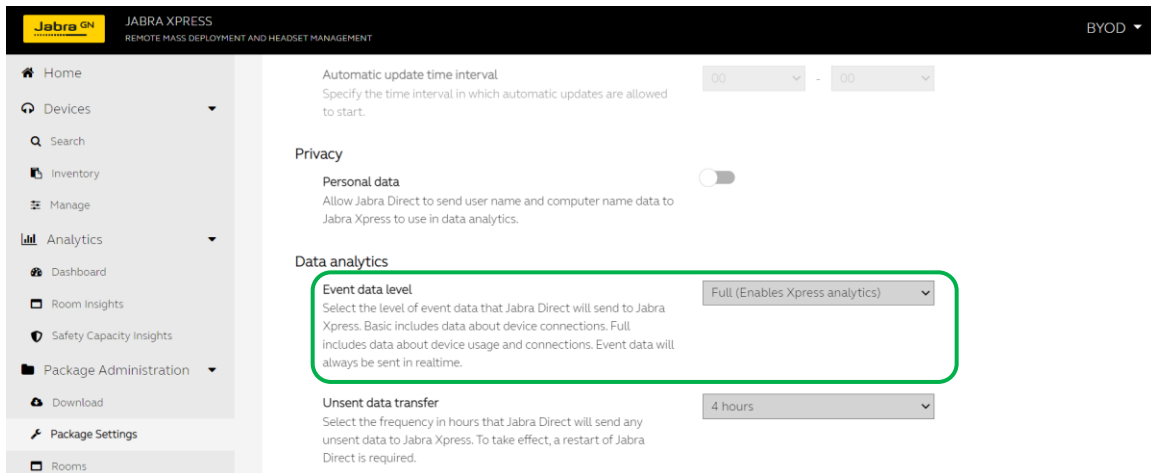 Jabra GN
JABRA XPRESS
REMOTE MASS DEPLOYMENT AND HEADSET MANAGEMENT
BYOD
Home
Devices
Search
Inventory
Manage
Analytics
Dashboard
Room Insights
Safety Capacity Insights
Package Administration
Download
Package Settings
Rooms
Automatic update time interval
Specify the time interval in which automatic updates are allowed
to start.
00 - 00
Privacy
Personal data
Allow Jabra Direct to send user name and computer name data to
Jabra Xpress to use in data analytics.
Data analytics
Event data level
Select the level of event data that Jabra Direct will send to Jabra
Xpress. Basic includes data about device connections. Full
includes data about device usage and connections. Event data will
always be sent in realtime.
Full (Enables Xpress analytics)
Unsent data transfer
Select the frequency in hours that Jabra Direct will send any
unsent data to Jabra Xpress. To take effect, a restart of Jabra
Direct is required.
4 hours